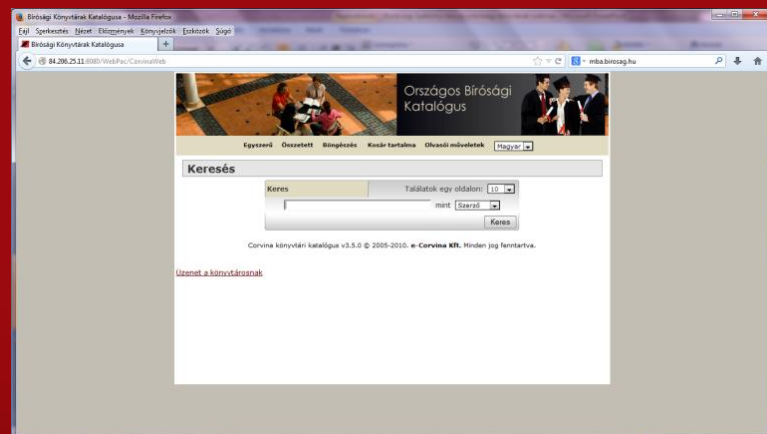 Bírósági Könyvtárak Katalógusa - Mozilla Firefox
Fájl Szerkesztés Nézet Előzmények Könyvjelzők Eszközök Súgó
Bírósági Könyvtárak Katalógusa +
84.206.25.11:8080/WebPac/CorvinaWeb mba.birosag.hu
Országos Bírósági
Katalógus
Egyszerű Összetett Böngészés Kosár tartalma Olvasói műveletek Magyar
Keresés
Keres Találatok egy oldalon: 10
mint Szerző
Keres
Corvina könyvtári katalógus v3.5.0 © 2005-2010. e-Corvina Kft. Minden jog fenntartva.
Üzenet a könyvtárosnak